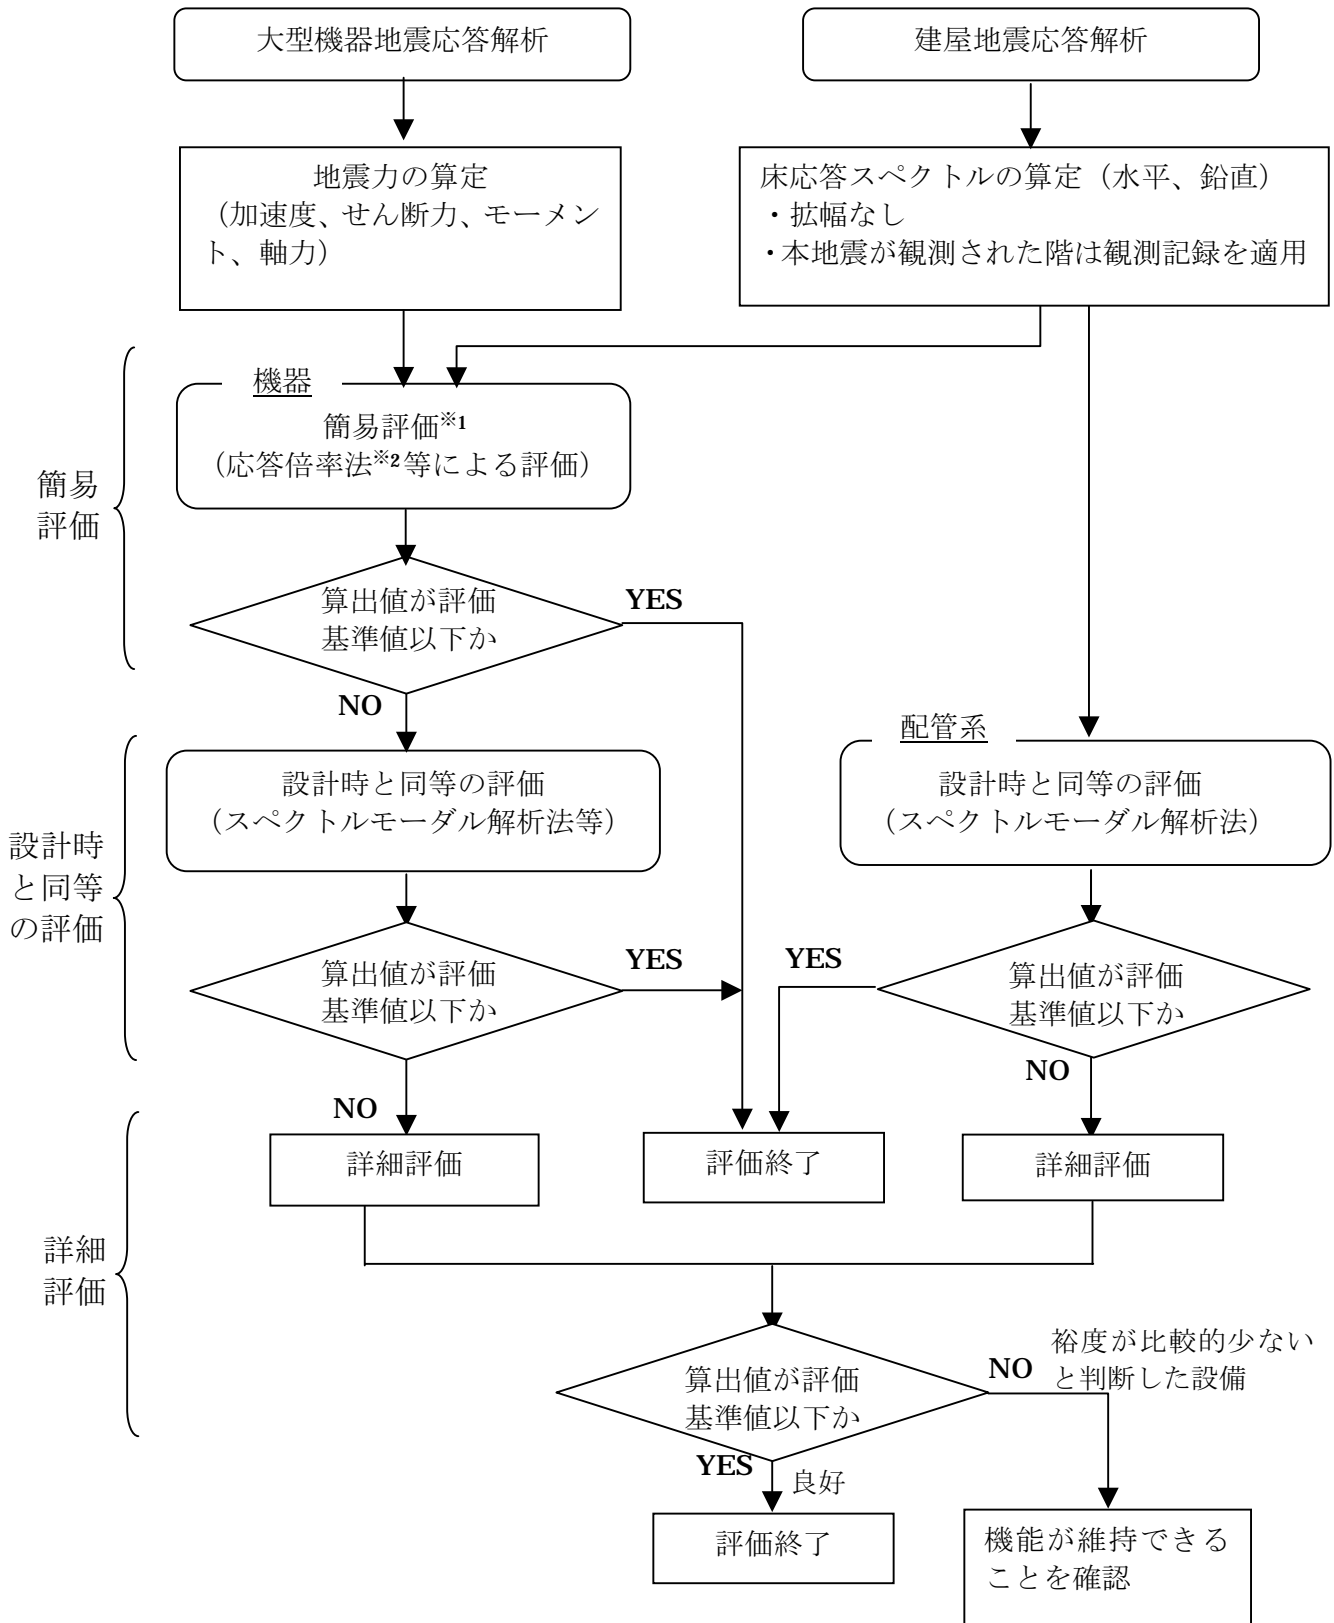 大型機器地震応答解析
建屋地震応答解析
地震力の算定
（加速度、せん断力、モーメン
ト、軸力）
床応答スペクトルの算定（水平、鉛直）
・拡幅なし
・本地震が観測された階は観測記録を適用
機器
簡易評価※1
（応答倍率法※2等による評価）
簡易
評価
算出値が評価
基準値以下か
YES
NO
配管系
設計時と同等の評価
（スペクトルモーダル解析法等）
設計時と同等の評価
（スペクトルモーダル解析法）
設計時
と同等
の評価
算出値が評価
基準値以下か
YES
YES
算出値が評価
基準値以下か
NO
NO
詳細評価
評価終了
詳細評価
詳細
評価
算出値が評価
基準値以下か
NO
裕度が比較的少ない
と判断した設備
YES
良好
評価終了
機能が維持できる
ことを確認